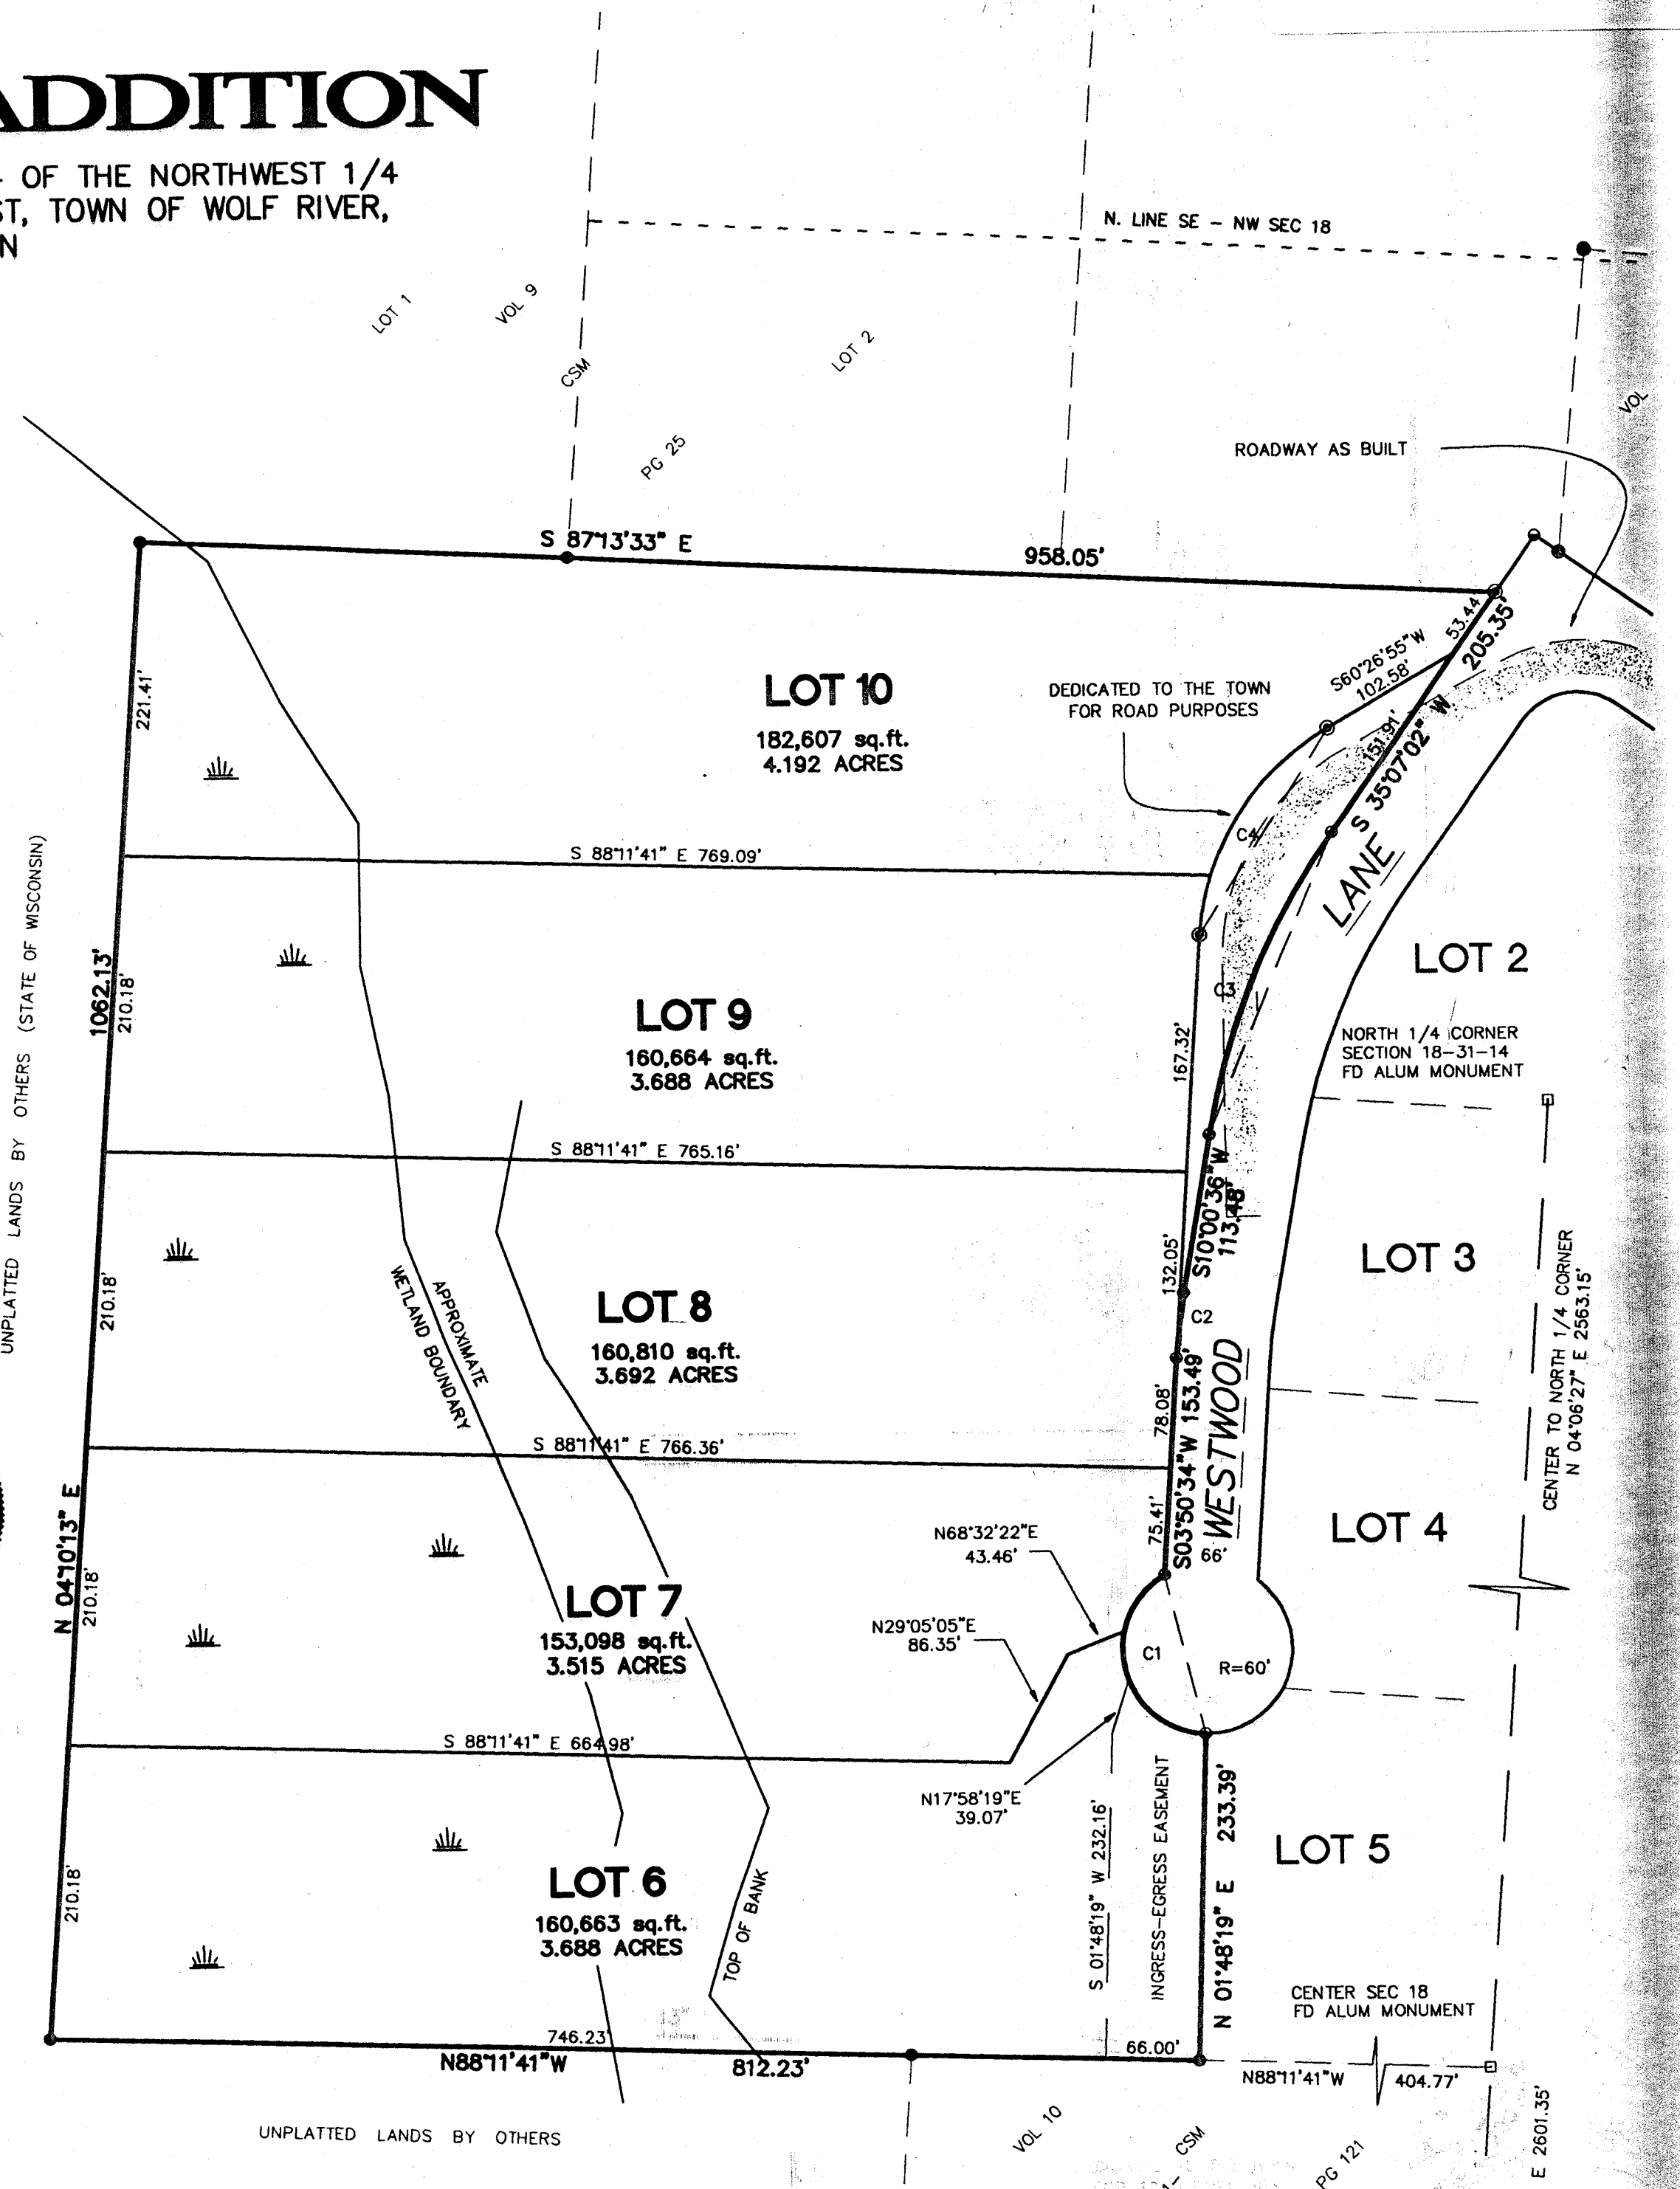 ADDITION
OF THE NORTHWEST 1/4
ST, TOWN OF WOLF RIVER,
N
N. LINE SE - NW SEC 18
LOT 1
VOL 9
CSM
LOT 2
PG 25
VOL
ROADWAY AS BUILT
S 87°13'33" E
958.05'
53.44'
205.35'
S60°26'55"W
102.58'
151.91'
S 35°07'02" W
DEDICATED TO THE TOWN
FOR ROAD PURPOSES
LOT 10
182,607 sq.ft.
4.192 ACRES
221.41'
C4
LANE
S 88°11'41" E 769.09'
UNPLATTED LANDS BY OTHERS (STATE OF WISCONSIN)
1062.13'
210.18'
LOT 9
160,664 sq.ft.
3.688 ACRES
C3
167.32'
LOT 2
NORTH 1/4 CORNER
SECTION 18-31-14
FD ALUM MONUMENT
S 88°11'41" E 765.16'
S10°00'36"W
113.48'
132.05'
210.18'
APPROXIMATE
WETLAND BOUNDARY
LOT 8
160,810 sq.ft.
3.692 ACRES
C2
LOT 3
CENTER TO NORTH 1/4 CORNER
N 04°06'27" E 2563.15'
78.08'
S03°50'34"W 153.49'
WESTWOOD
S 88°11'41" E 766.36'
75.41'
66'
LOT 4
N68°32'22"E
43.46'
N 04°10'13" E
210.18'
LOT 7
153,098 sq.ft.
3.515 ACRES
N29°05'05"E
86.35'
C1
R=60'
S 88°11'41" E 664.98'
N17°58'19"E
39.07'
S 01°48'19" W 232.16'
INGRESS-EGRESS EASEMENT
N 01°48'19" E 233.39'
LOT 5
210.18'
LOT 6
160,663 sq.ft.
3.688 ACRES
TOP OF BANK
CENTER SEC 18
FD ALUM MONUMENT
746.23'
N88°11'41"W
812.23'
66.00'
N88°11'41"W
404.77'
UNPLATTED LANDS BY OTHERS
VOL 10
CSM
PG 121
E 2601.35'